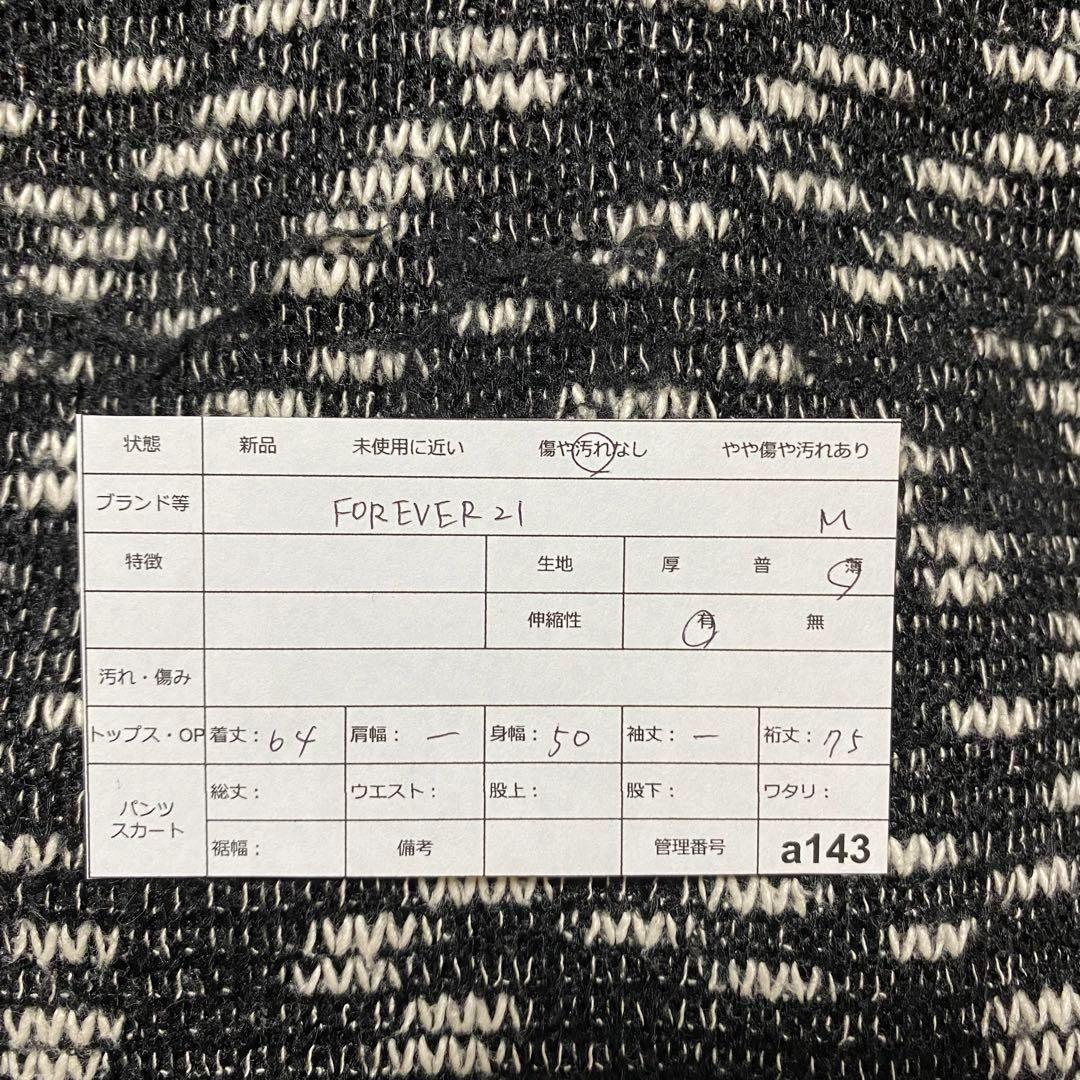 状態 新品 未使用に近い 傷や汚れなし やや傷や汚れあり
ブランド等 FOREVER21 M
特徴 生地 厚 普 薄
伸縮性 有 無
汚れ・傷み
トップス・OP 着丈：64 肩幅：― 身幅：50 袖丈：― 裄丈：75
パンツ スカート 総丈： ウエスト： 股上： 股下： ワタリ：
裾幅： 備考 管理番号 a143